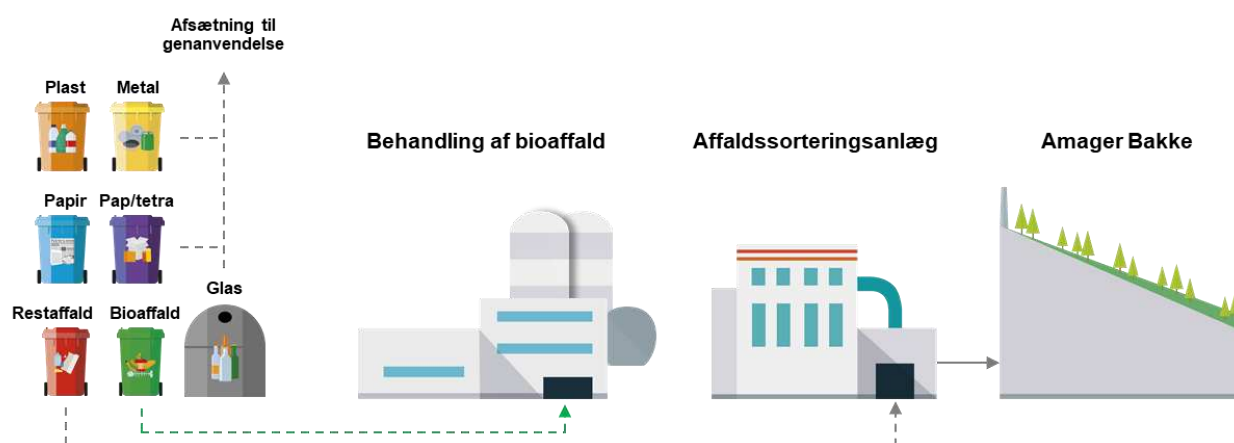 Afsætning til
genanvendelse
Plast
Metal
Behandling af bioaffald
Affaldssorteringsanlæg
Amager Bakke
Papir
Pap/tetra
Glas
Restaffald
Bioaffald